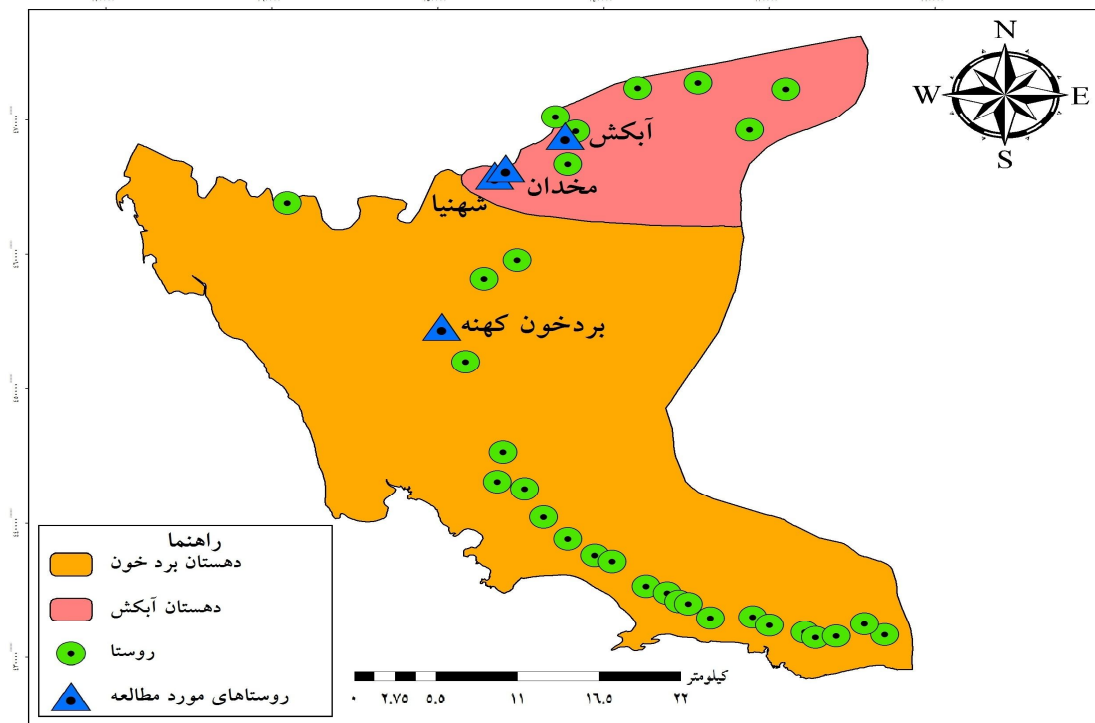 N
W
E
S
آبکش
مخدان
شهنیا
بردخون کهنه
راهنما
دهستان برد خون
دهستان آبکش
روستا
روستاهای مورد مطالعه
کیلومتر
۰ ۲.75 ۵.۵ ۱۱ ۱۶.۵ ۲۲